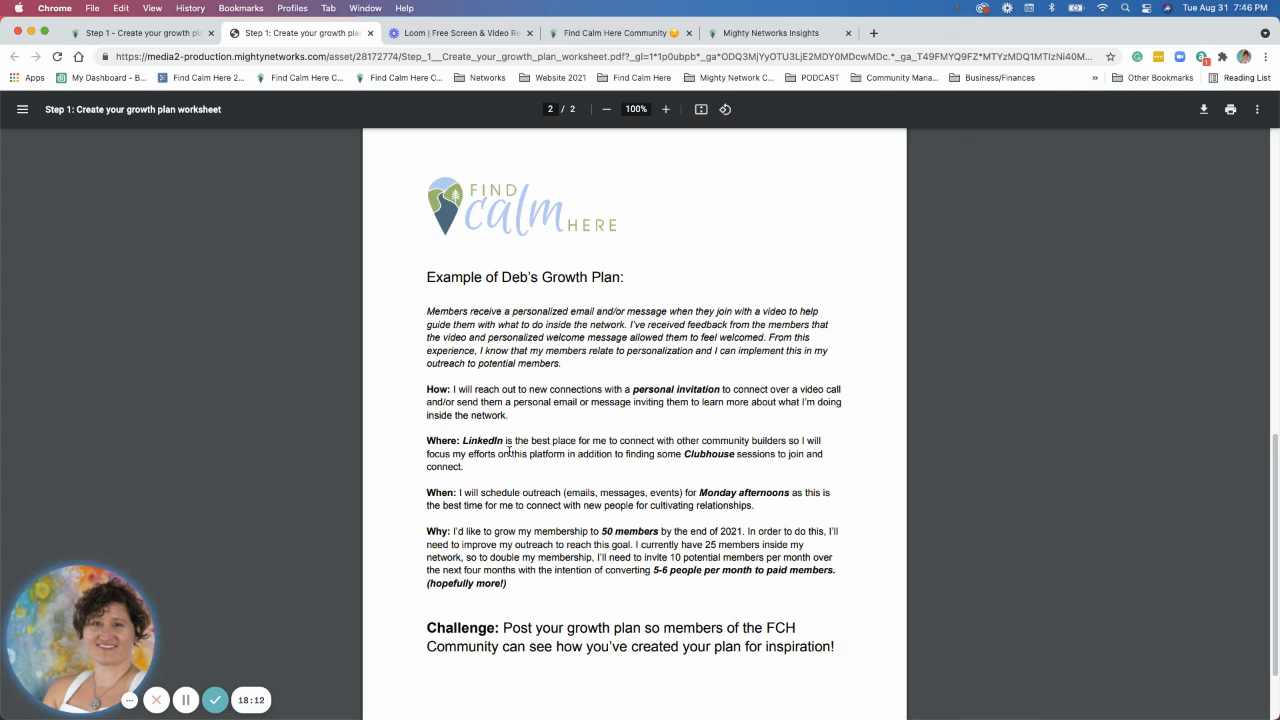 Chrome File Edit View History Bookmarks Profiles Tab Window Help Tue Aug 31 7:46 PM
Step 1 - Create your growth pl
Step 1: Create your growth plan
Loom | Free Screen & Video Re
Find Calm Here Community
Mighty Networks Insights
https://media2-production.mightynetworks.com/asset/28172774/Step_1__Create_your_growth_plan_worksheet.pdf?_gl=1*1p0ubpb*_ga*ODQ3MjYyOTU3LjE2MDY0MDcwMDc.*_ga_T49FMYQ9FZ*MTYzMDQ1MTIzNi40M...
Apps My Dashboard - B... Find Calm Here 2... Find Calm Here C... Find Calm Here C... Networks Website 2021 Find Calm Here Mighty Network C... PODCAST Community Mana... Business/Finances » Other Bookmarks Reading List
Step 1: Create your growth plan worksheet 2 / 2 100%
FIND
calm HERE
Example of Deb's Growth Plan:
Members receive a personalized email and/or message when they join with a video to help
guide them with what to do inside the network. I've received feedback from the members that
the video and personalized welcome message allowed them to feel welcomed. From this
experience, I know that my members relate to personalization and I can implement this in my
outreach to potential members.
How: I will reach out to new connections with a personal invitation to connect over a video call
and/or send them a personal email or message inviting them to learn more about what I'm doing
inside the network.
Where: LinkedIn is the best place for me to connect with other community builders so I will
focus my efforts on this platform in addition to finding some Clubhouse sessions to join and
connect.
When: I will schedule outreach (emails, messages, events) for Monday afternoons as this is
the best time for me to connect with new people for cultivating relationships.
Why: I'd like to grow my membership to 50 members by the end of 2021. In order to do this, I'll
need to improve my outreach to reach this goal. I currently have 25 members inside my
network, so to double my membership, I'll need to invite 10 potential members per month over
the next four months with the intention of converting 5-6 people per month to paid members.
(hopefully more!)
Challenge: Post your growth plan so members of the FCH
Community can see how you've created your plan for inspiration!
18:12